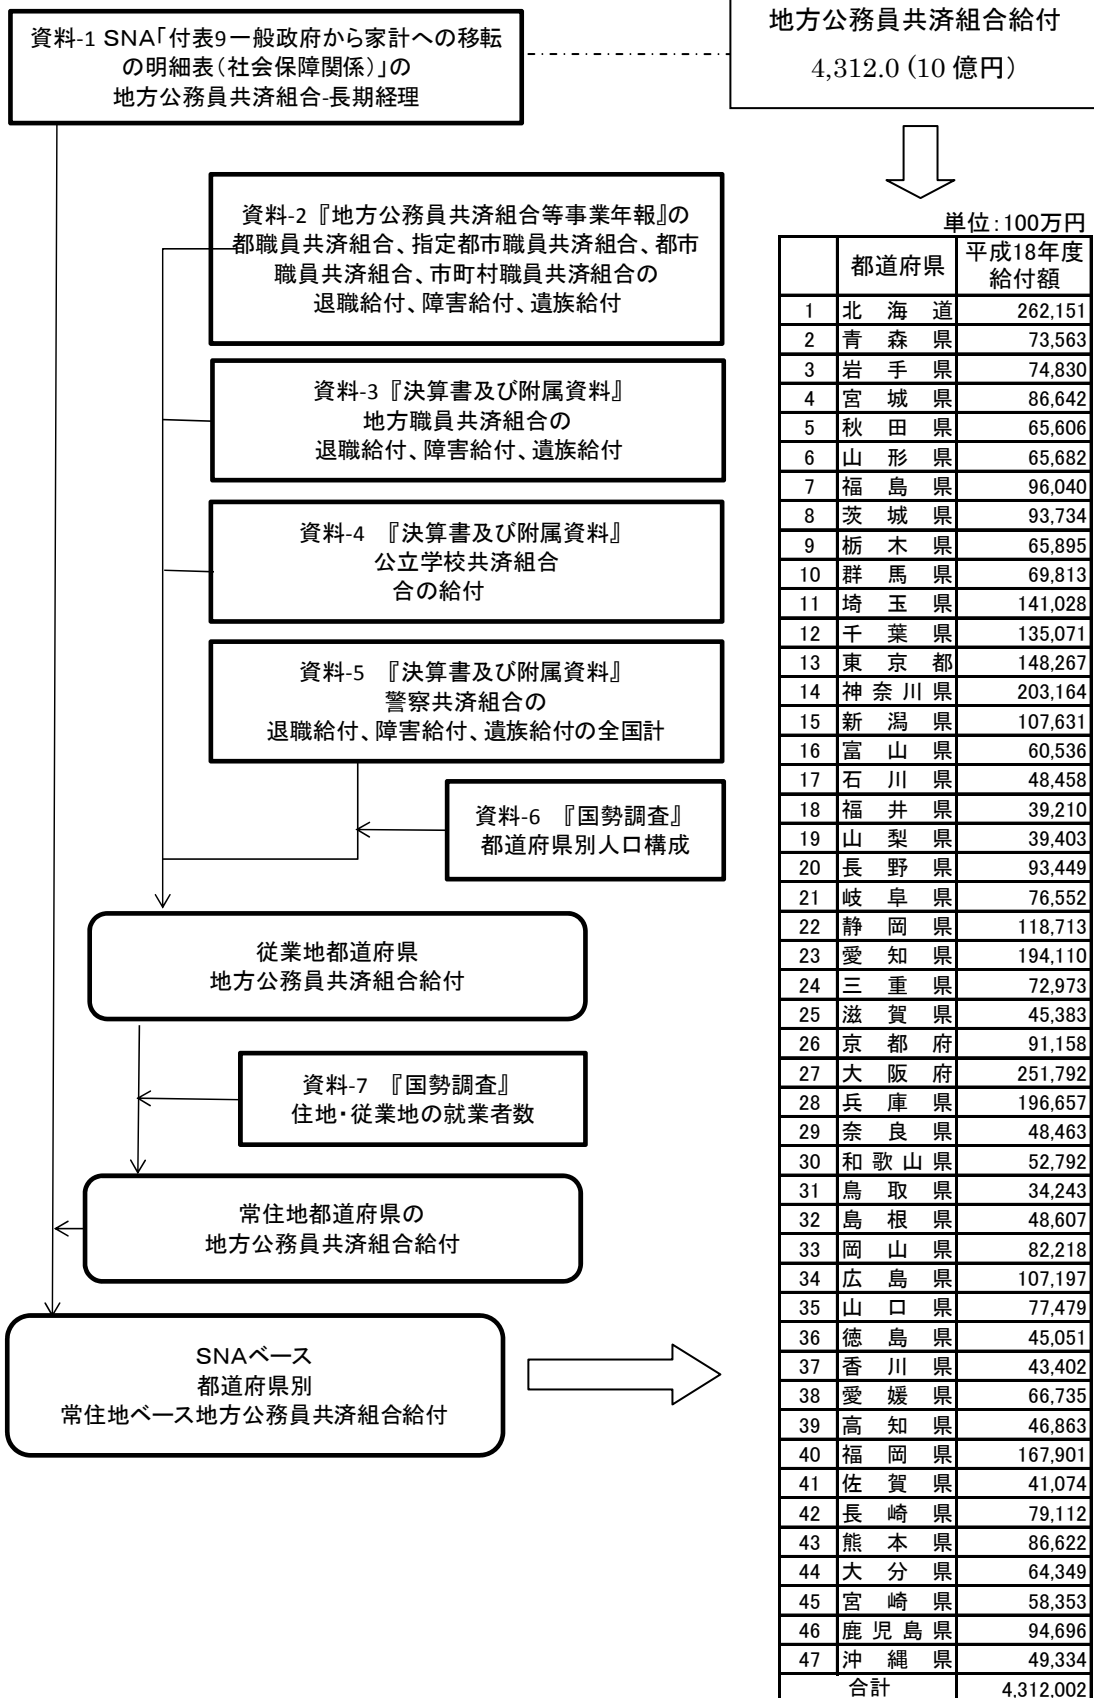 資料-1 SNA「付表9一般政府から家計への移転
の明細表（社会保障関係）」の
地方公務員共済組合-長期経理
地方公務員共済組合給付
4,312.0 (10 億円)
資料-2『地方公務員共済組合等事業年報』の
都職員共済組合、指定都市職員共済組合、都市
職員共済組合、市町村職員共済組合の
退職給付、障害給付、遺族給付
資料-3『決算書及び附属資料』
地方職員共済組合の
退職給付、障害給付、遺族給付
資料-4 『決算書及び附属資料』
公立学校共済組合
合の給付
資料-5 『決算書及び附属資料』
警察共済組合の
退職給付、障害給付、遺族給付の全国計
資料-6 『国勢調査』
都道府県別人口構成
従業地都道府県
地方公務員共済組合給付
資料-7 『国勢調査』
住地・従業地の就業者数
常住地都道府県の
地方公務員共済組合給付
SNAベース
都道府県別
常住地ベース地方公務員共済組合給付
単位：100万円
都道府県 平成18年度
給付額
1 北海道 262,151
2 青森県 73,563
3 岩手県 74,830
4 宮城県 86,642
5 秋田県 65,606
6 山形県 65,682
7 福島県 96,040
8 茨城県 93,734
9 栃木県 65,895
10 群馬県 69,813
11 埼玉県 141,028
12 千葉県 135,071
13 東京都 148,267
14 神奈川県 203,164
15 新潟県 107,631
16 富山県 60,536
17 石川県 48,458
18 福井県 39,210
19 山梨県 39,403
20 長野県 93,449
21 岐阜県 76,552
22 静岡県 118,713
23 愛知県 194,110
24 三重県 72,973
25 滋賀県 45,383
26 京都府 91,158
27 大阪府 251,792
28 兵庫県 196,657
29 奈良県 48,463
30 和歌山県 52,792
31 鳥取県 34,243
32 島根県 48,607
33 岡山県 82,218
34 広島県 107,197
35 山口県 77,479
36 徳島県 45,051
37 香川県 43,402
38 愛媛県 66,735
39 高知県 46,863
40 福岡県 167,901
41 佐賀県 41,074
42 長崎県 79,112
43 熊本県 86,622
44 大分県 64,349
45 宮崎県 58,353
46 鹿児島県 94,696
47 沖縄県 49,334
合計 4,312,002